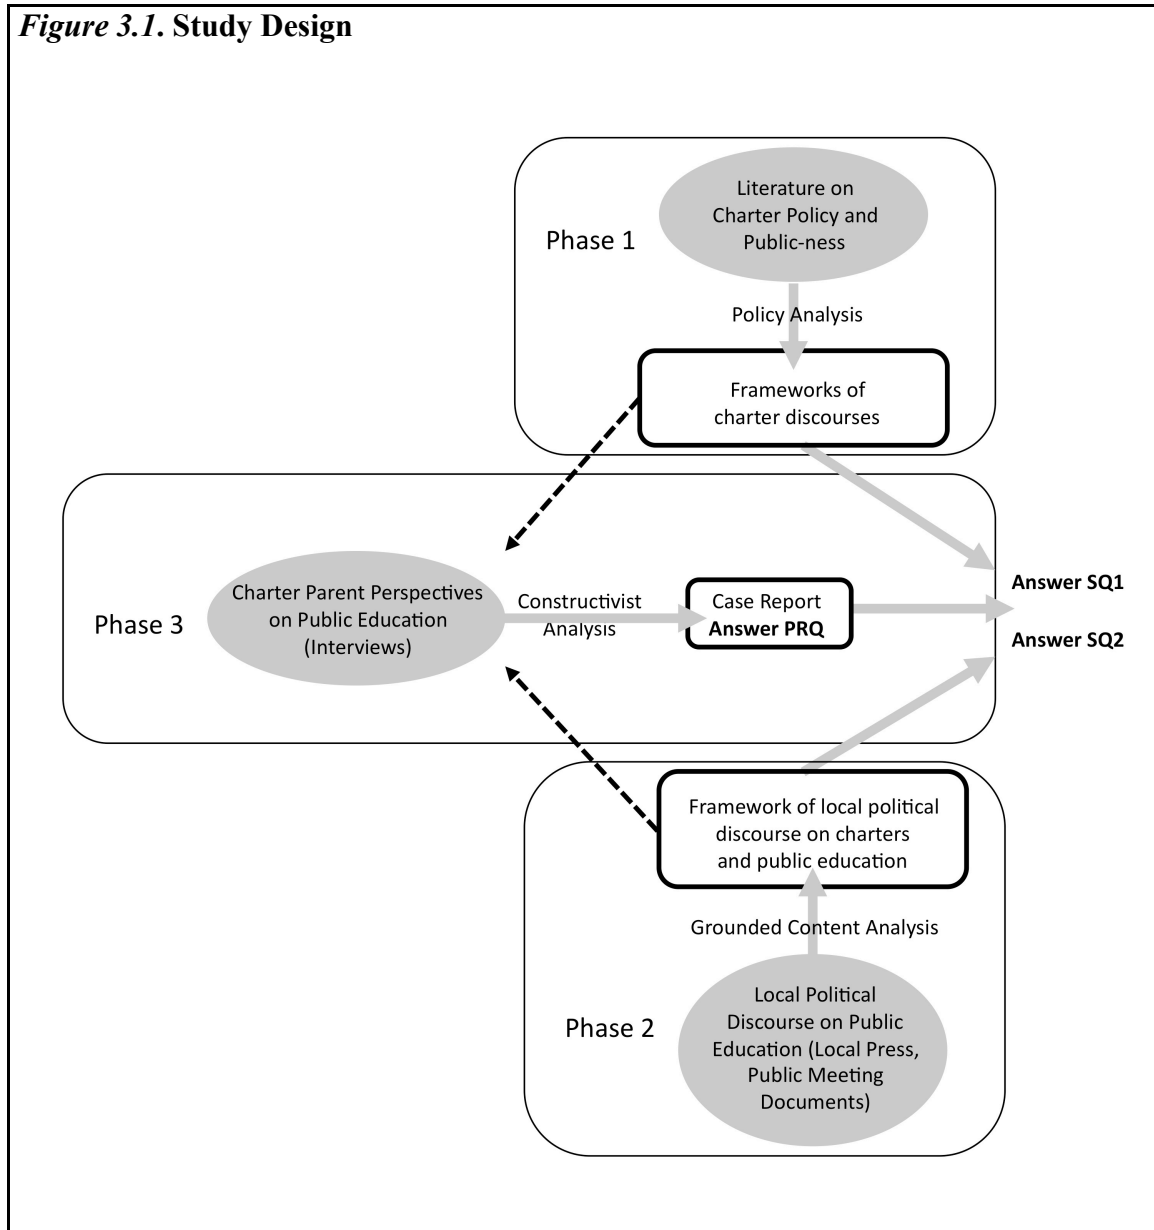 Figure 3.1. Study Design
Phase 1
Literature on
Charter Policy and
Public-ness
Policy Analysis
Frameworks of
charter discourses
Phase 3
Charter Parent Perspectives
on Public Education
(Interviews)
Constructivist
Analysis
Case Report
Answer PRQ
Answer SQ1
Answer SQ2
Framework of local political
discourse on charters
and public education
Grounded Content Analysis
Phase 2
Local Political
Discourse on Public
Education (Local Press,
Public Meeting
Documents)